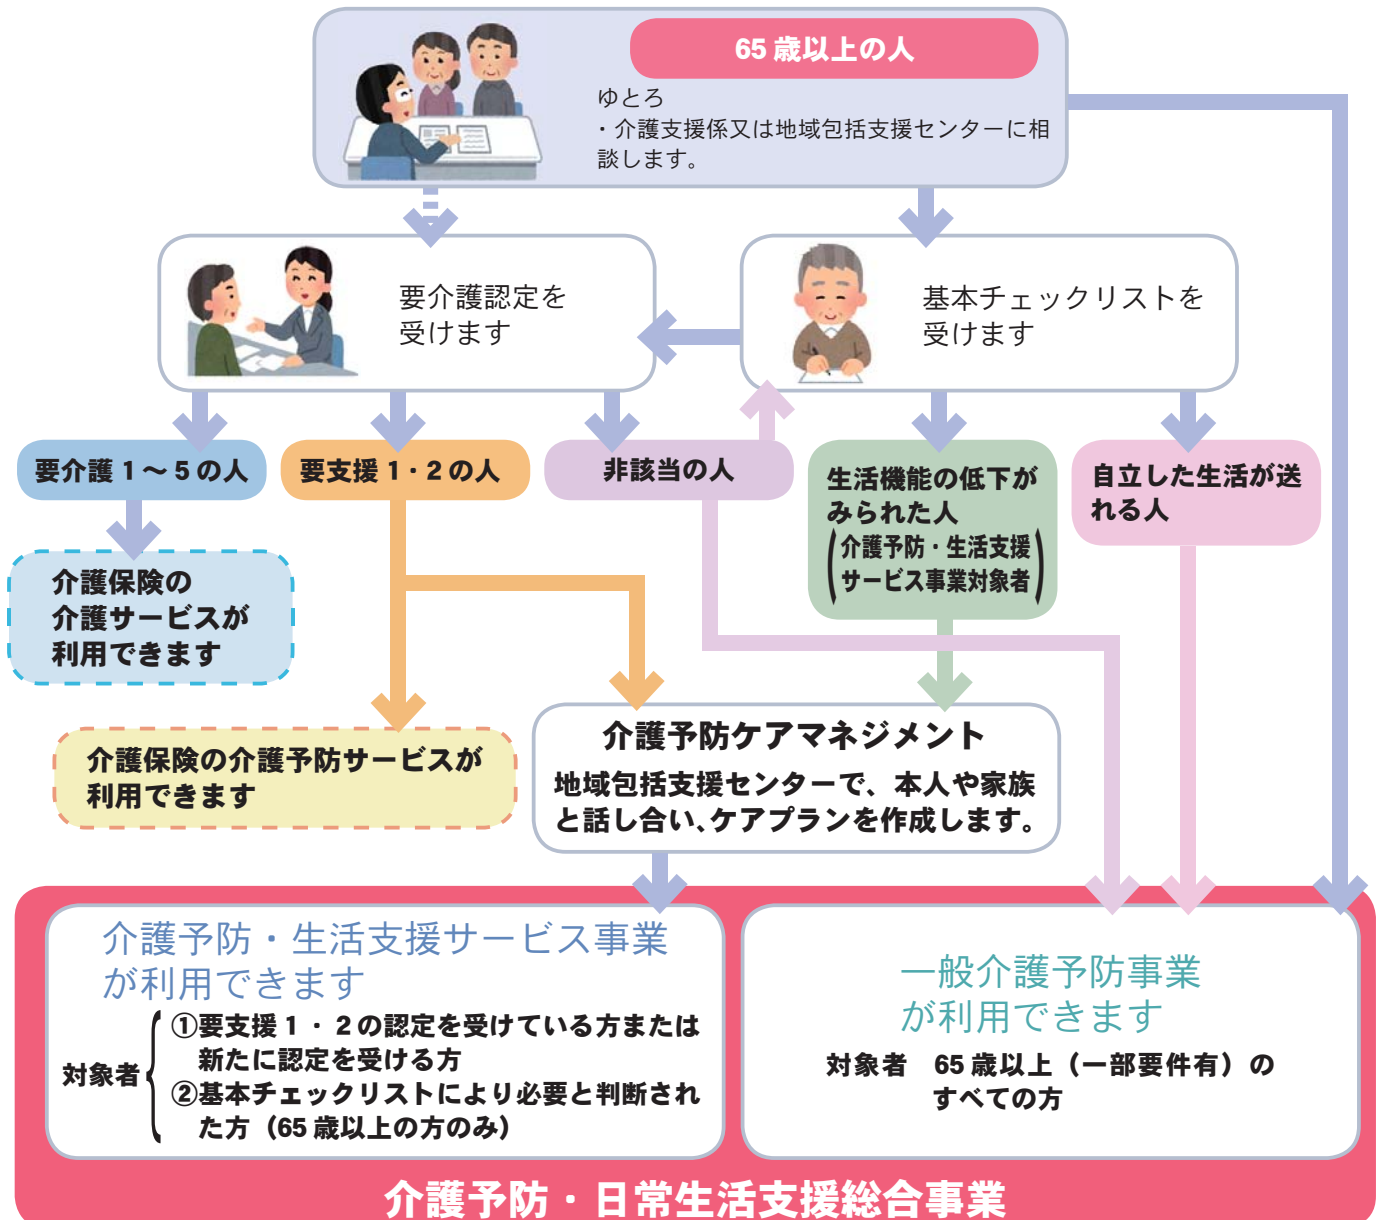 65歳以上の人
ゆとろ
・介護支援係又は地域包括支援センターに相
談します。
要介護認定を
受けます
基本チェックリストを
受けます
要介護1～5の人
要支援1・2の人
非該当の人
生活機能の低下が
みられた人
(介護予防・生活支援
サービス事業対象者)
自立した生活が送
れる人
介護保険の
介護サービスが
利用できます
介護保険の介護予防サービスが
利用できます
介護予防ケアマネジメント
地域包括支援センターで、本人や家族
と話し合い、ケアプランを作成します。
介護予防・生活支援サービス事業
が利用できます
対象者
①要支援1・2の認定を受けている方または
新たに認定を受ける方
②基本チェックリストにより必要と判断され
た方（65歳以上の方のみ）
一般介護予防事業
が利用できます
対象者　65歳以上（一部要件有）の
すべての方
介護予防・日常生活支援総合事業